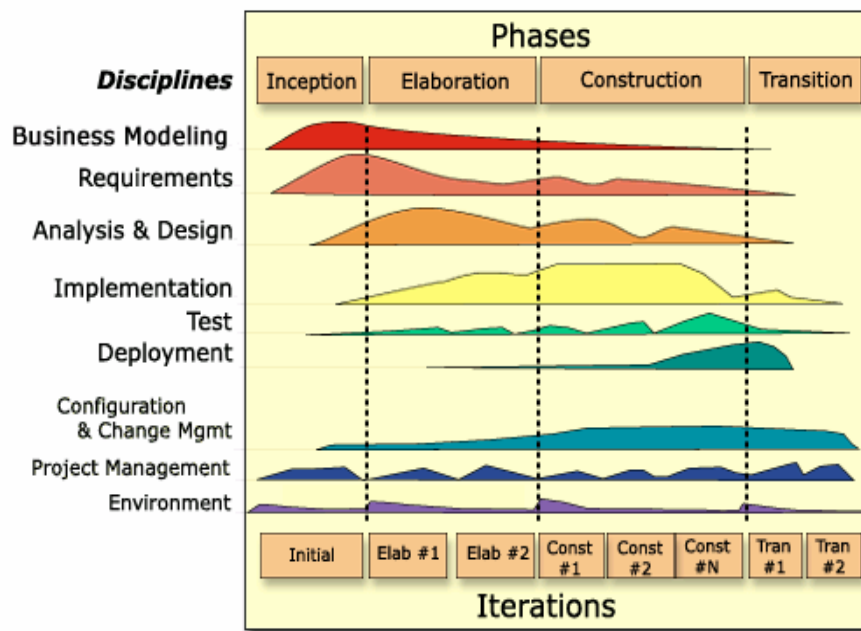 Phases
Disciplines
Inception
Elaboration
Construction
Transition
Business Modeling
Requirements
Analysis & Design
Implementation
Test
Deployment
Configuration
& Change Mgmt
Project Management
Environment
Initial
Elab #1
Elab #2
Const
#1
Const
#2
Const
#N
Tran
#1
Tran
#2
Iterations